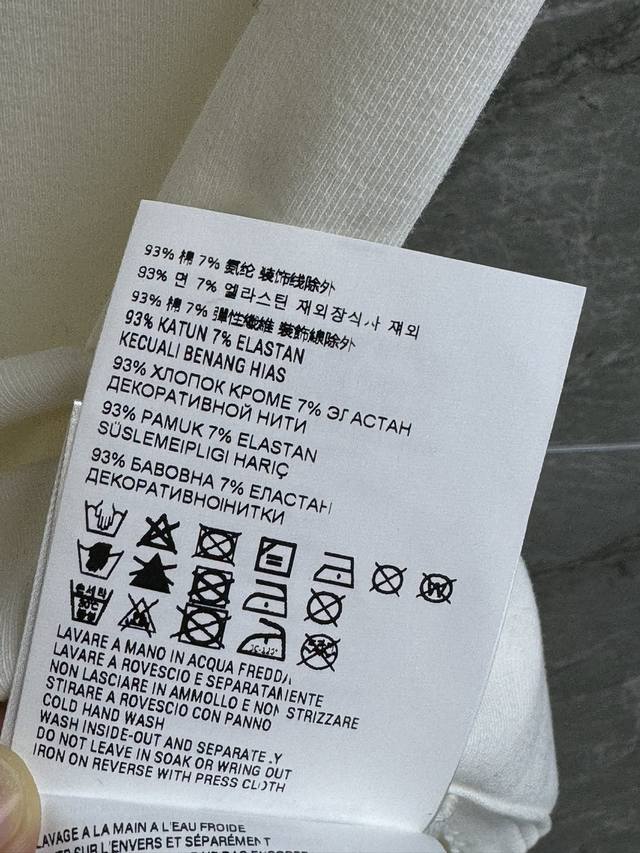 93% 棉 7% 氨纶 装饰线除外
93% 면 7% 엘라스틴 재외장식사 재외
93% 棉 7% 彈性纖維 裝飾線除外
93% KATUN 7% ELASTAN
KECUALI BENANG HIAS
93% ХЛОПОК КРОМЕ 7% ЭГАСТАН
ДЕКОРАТИВНОЙ НИТИ
93% PAMUK 7% ELASTAN
SÜSLEMEIPLIGI HARIÇ
93% БАВОВНА 7% ЕЛАСТАН
ДЕКОРАТИВНОІНИТКИ
LAVARE A MANO IN ACQUA FREDDA
LAVARE A ROVESCIO E SEPARATAMENTE
NON LASCIARE IN AMMOLLO E NON STRIZZARE
STIRARE A ROVESCIO CON PANNO
COLD HAND WASH
WASH INSIDE-OUT AND SEPARATELY
DO NOT LEAVE IN SOAK OR WRING OUT
IRON ON REVERSE WITH PRESS CLOTH
LAVAGE A LA MAIN A L'EAU FROIDE
SUR L'ENVERS ET SÉPARÉMENT